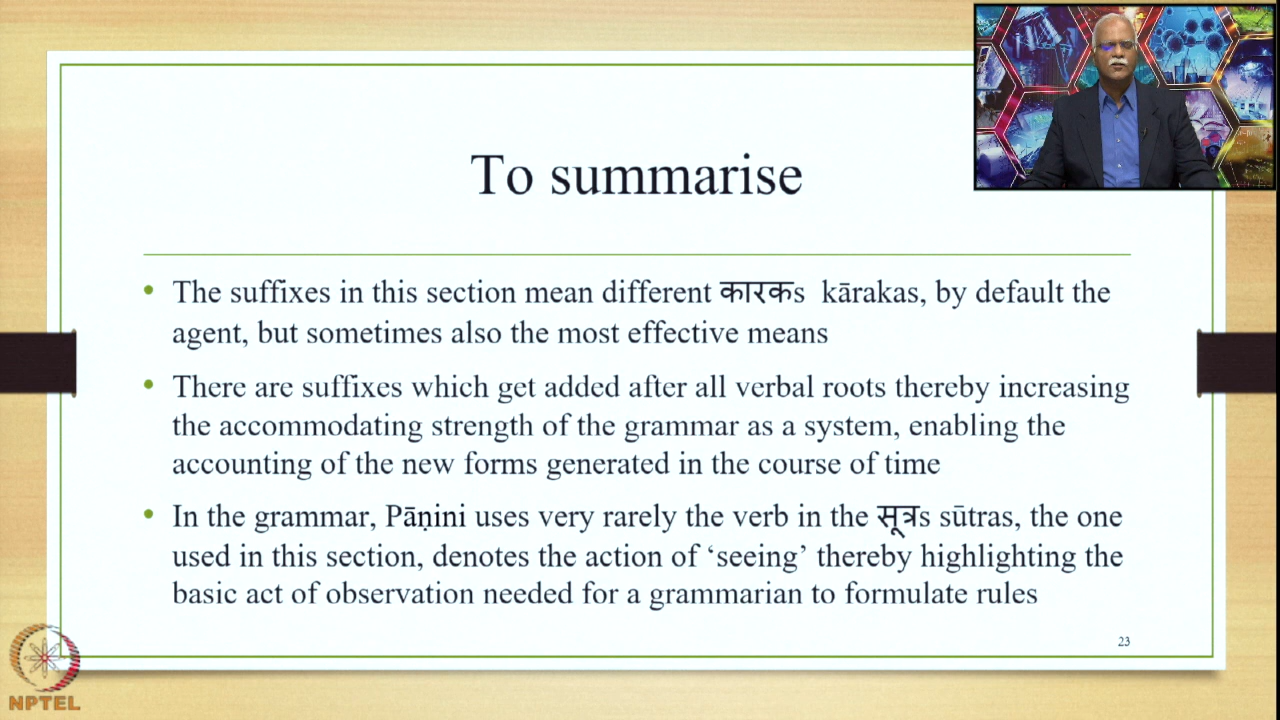 To summarise
• The suffixes in this section mean different कारकs kārakas, by default the
agent, but sometimes also the most effective means
• There are suffixes which get added after all verbal roots thereby increasing
the accommodating strength of the grammar as a system, enabling the
accounting of the new forms generated in the course of time
• In the grammar, Pāṇini uses very rarely the verb in the सूत्रs sūtras, the one
used in this section, denotes the action of ‘seeing’ thereby highlighting the
basic act of observation needed for a grammarian to formulate rules
23
NPTEL